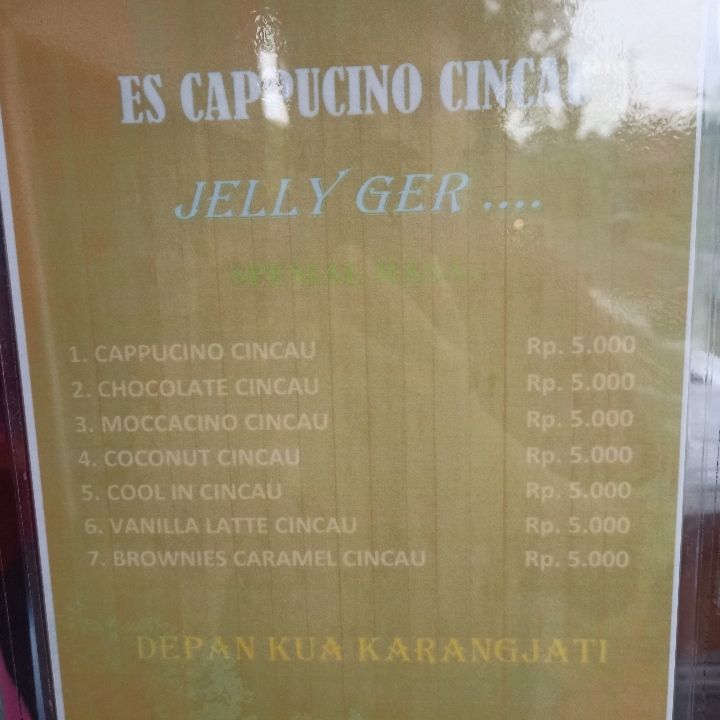 ES CAPPUCINO CINCAU
JELLY GER ....
1. CAPPUCINO CINCAU Rp. 5.000
2. CHOCOLATE CINCAU Rp. 5.000
3. MOCCACINO CINCAU Rp. 5.000
4. COCONUT CINCAU Rp. 5.000
5. COOL IN CINCAU Rp. 5.000
6. VANILLA LATTE CINCAU Rp. 5.000
7. BROWNIES CARAMEL CINCAU Rp. 5.000
DEPAN KUA KARANGJATI